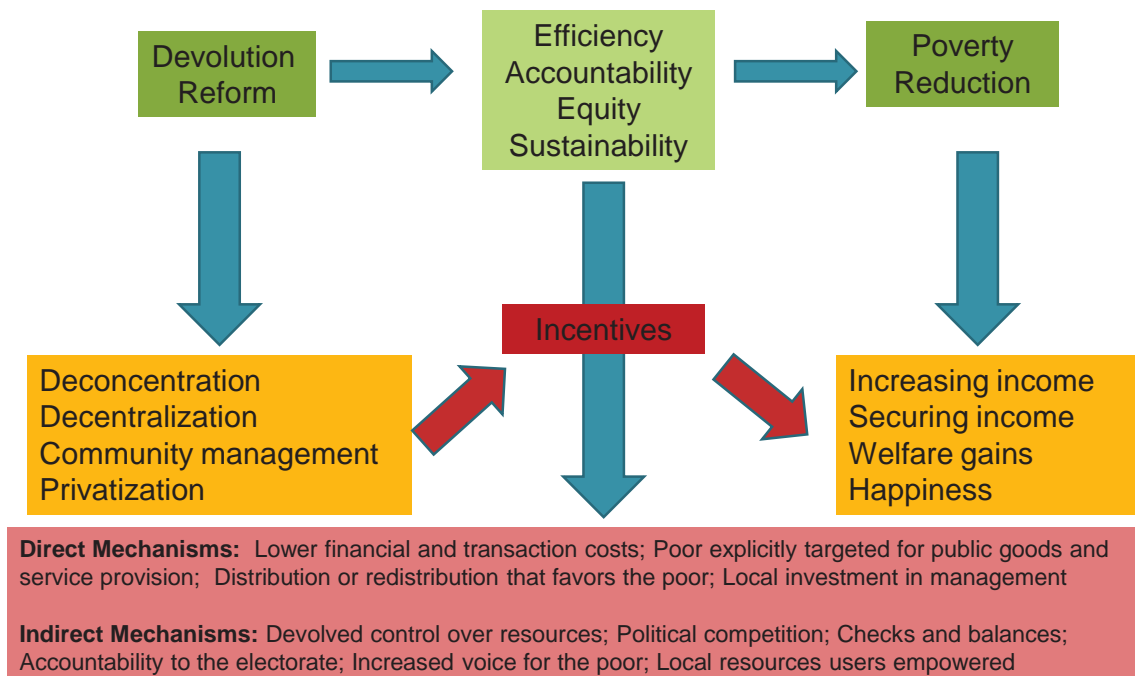 Devolution
Reform
Efficiency
Accountability
Equity
Sustainability
Poverty
Reduction
Incentives
Deconcentration
Decentralization
Community management
Privatization
Increasing income
Securing income
Welfare gains
Happiness
Direct Mechanisms: Lower financial and transaction costs; Poor explicitly targeted for public goods and
service provision; Distribution or redistribution that favors the poor; Local investment in management
Indirect Mechanisms: Devolved control over resources; Political competition; Checks and balances;
Accountability to the electorate; Increased voice for the poor; Local resources users empowered